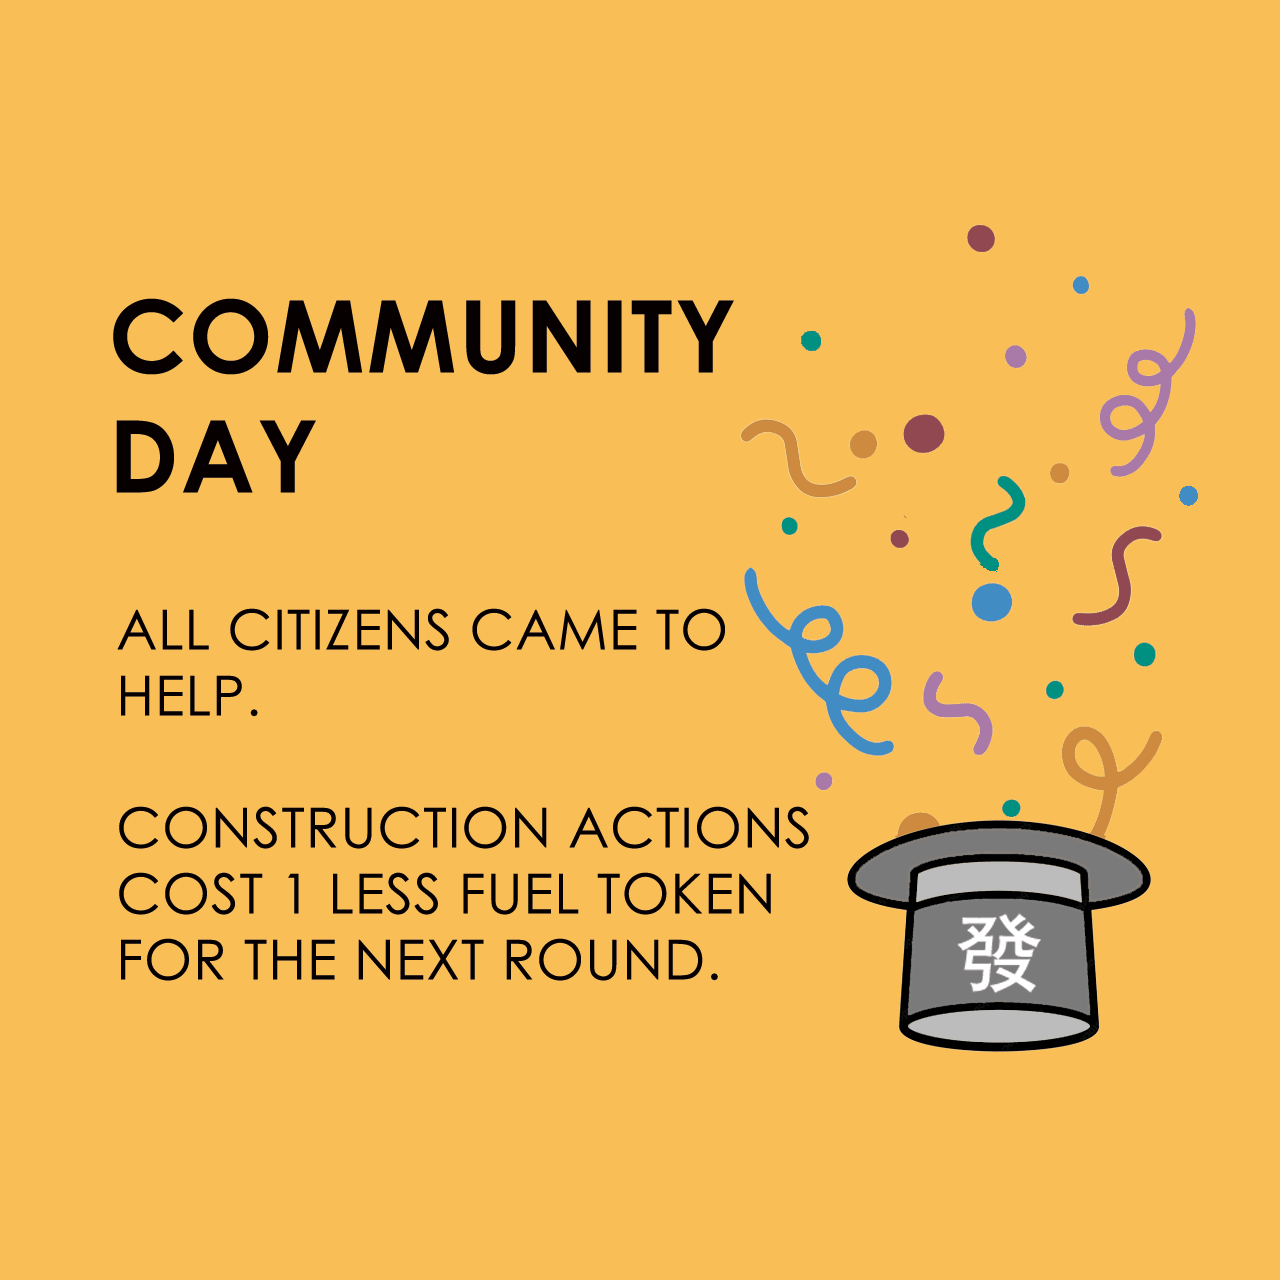 COMMUNITY
DAY
ALL CITIZENS CAME TO
HELP.
CONSTRUCTION ACTIONS
COST 1 LESS FUEL TOKEN
FOR THE NEXT ROUND.
發